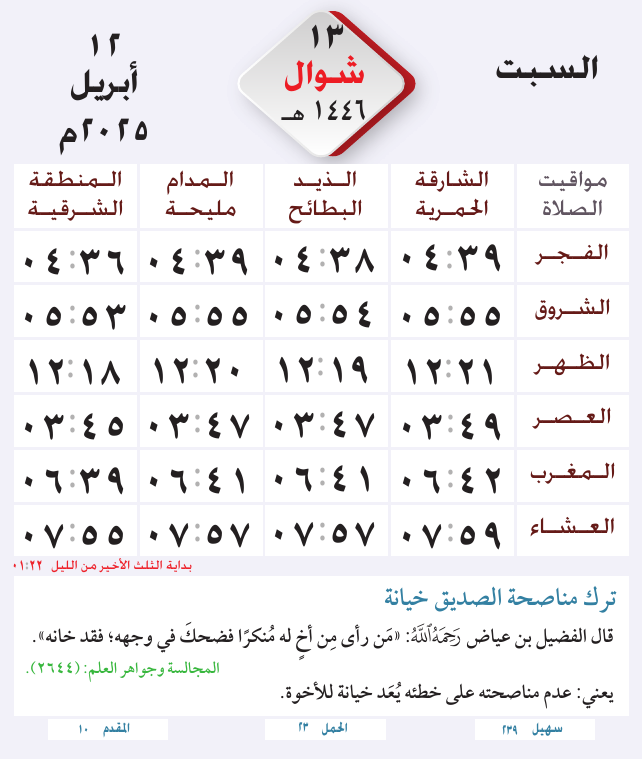 السبت
١٣
شوال
١٤٤٦ هـ
١٢
أبريل
٢٠٢٥م
مواقيت الصلاة
الشارقة الحمرية
الذيد البطائح
المدام مليحة
المنطقة الشرقية
الفجر ٠٤:٣٩ ٠٤:٣٨ ٠٤:٣٩ ٠٤:٣٦
الشروق ٠٥:٥٥ ٠٥:٥٤ ٠٥:٥٥ ٠٥:٥٣
الظهر ١٢:٢١ ١٢:١٩ ١٢:٢٠ ١٢:١٨
العصر ٠٣:٤٩ ٠٣:٤٧ ٠٣:٤٧ ٠٣:٤٥
المغرب ٠٦:٤٢ ٠٦:٤١ ٠٦:٤١ ٠٦:٣٩
العشاء ٠٧:٥٩ ٠٧:٥٧ ٠٧:٥٧ ٠٧:٥٥
بداية الثلث الأخير من الليل ٠١:٢٢
ترك مناصحة الصديق خيانة
قال الفضيل بن عياض رَحِمَهُ ٱللَّهُ: «مَن رأى مِن أخٍ له مُنكرًا فضحكَ في وجهه؛ فقد خانه».
المجالسة وجواهر العلم: (٢٦٤٤).
يعني: عدم مناصحته على خطئه يُعَد خيانة للأخوة.
سهيل ٢٣٩
الحمل ٢٣
المقدم ١٠